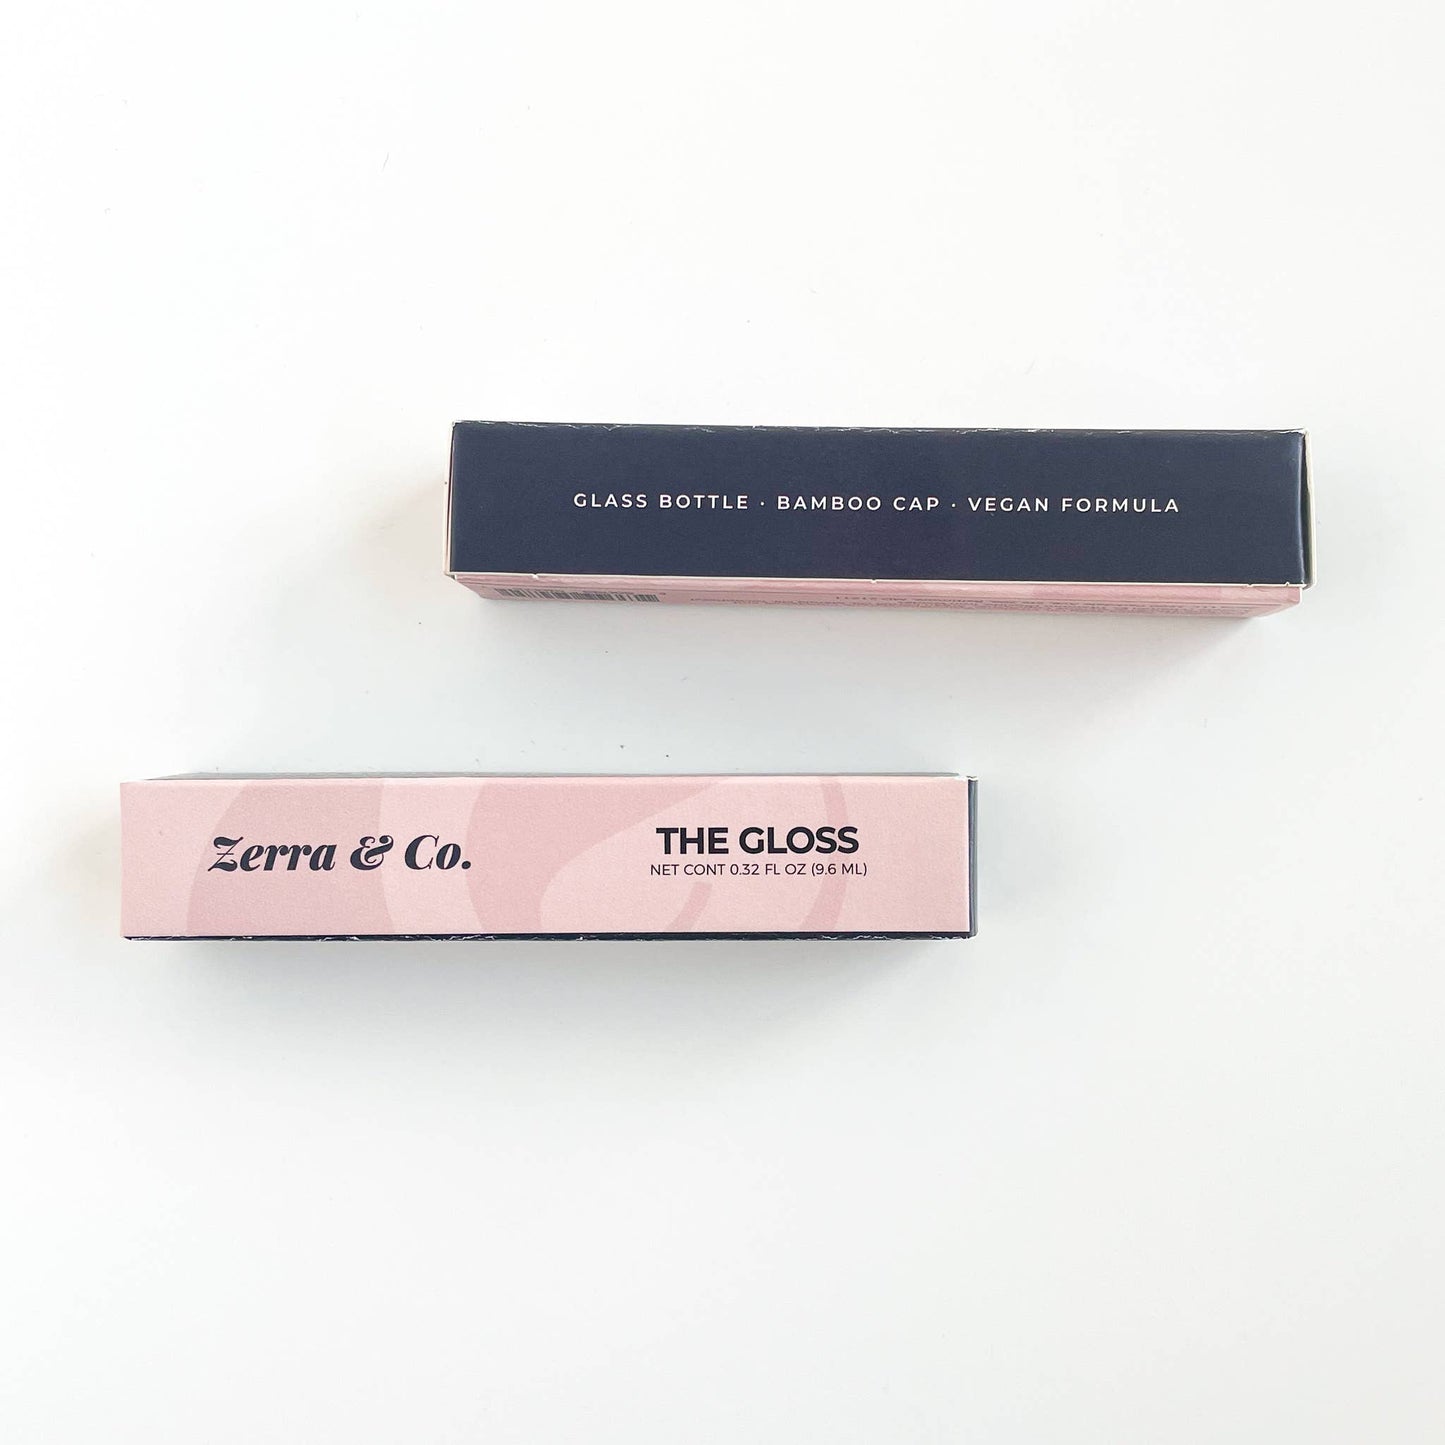 GLASS BOTTLE · BAMBOO CAP · VEGAN FORMULA
Zerra & Co.
THE GLOSS
NET CONT 0.32 FL OZ (9.6 ML)